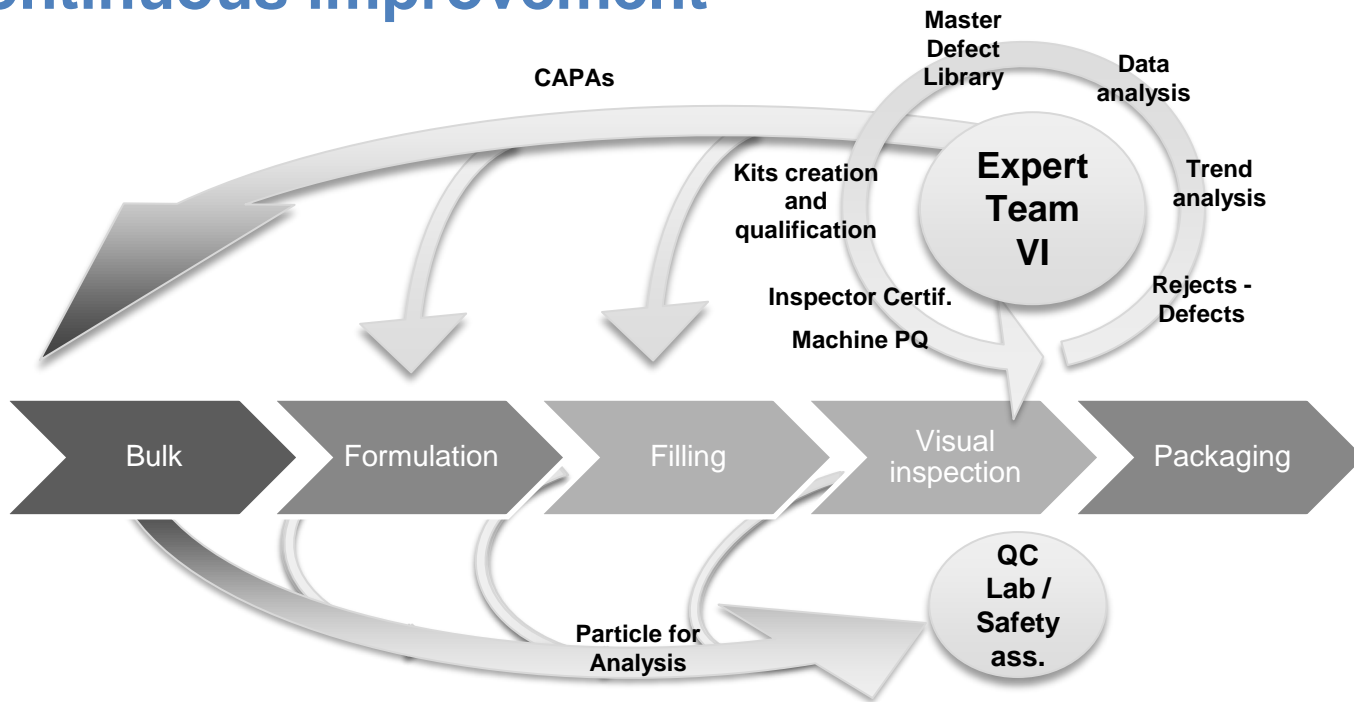 ontinuous improvement
Master
Defect
Library
CAPAs
Data
analysis
Kits creation
and
qualification
Expert
Team
VI
Trend
analysis
Inspector Certif.
Rejects -
Defects
Machine PQ
Bulk
Formulation
Filling
Visual
inspection
Packaging
QC
Lab /
Safety
ass.
Particle for
Analysis